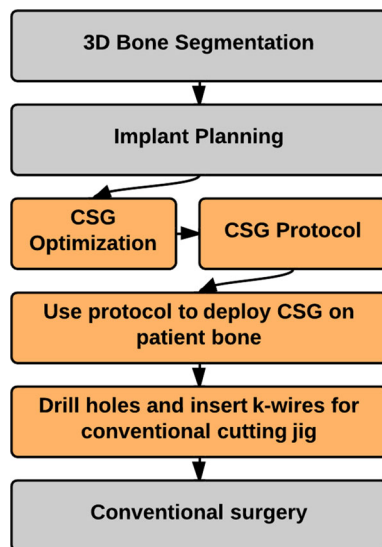 3D Bone Segmentation
Implant Planning
CSG
Optimization
CSG Protocol
Use protocol to deploy CSG on
patient bone
Drill holes and insert k-wires for
conventional cutting jig
Conventional surgery